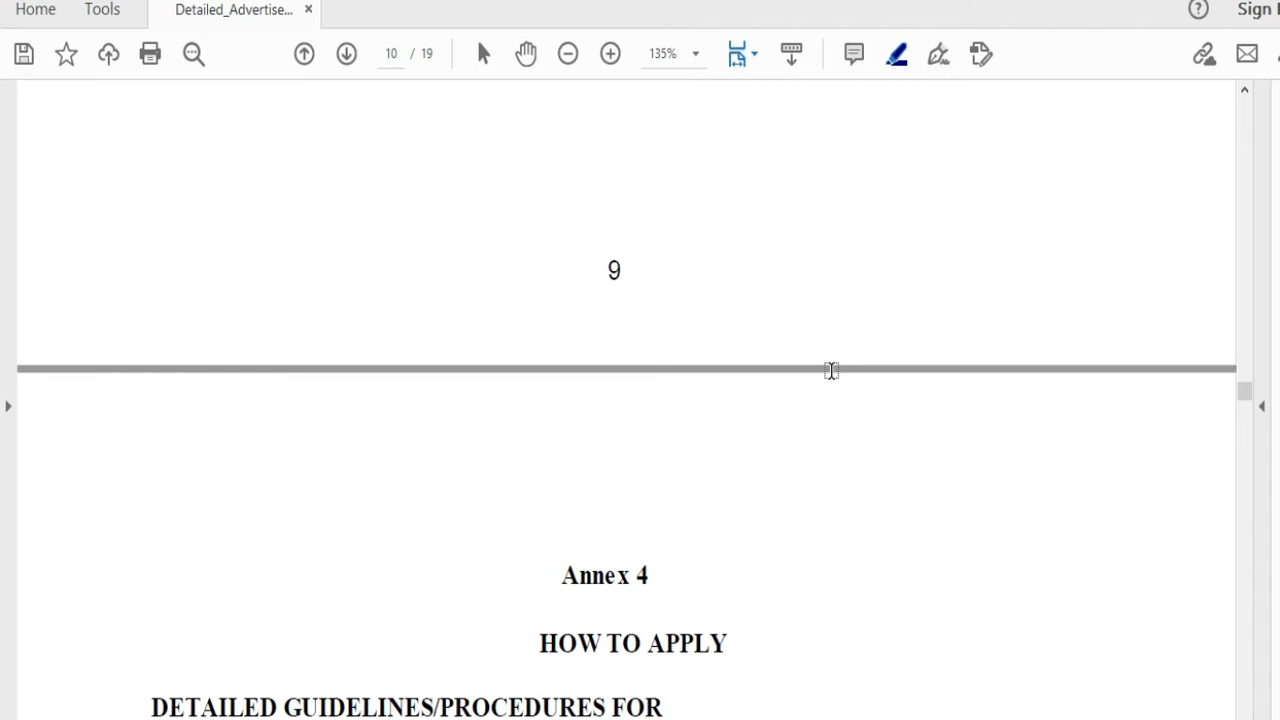 Home Tools Detailed_Advertise... × Sign
10 / 19 135%
9
Annex 4
HOW TO APPLY
DETAILED GUIDELINES/PROCEDURES FOR